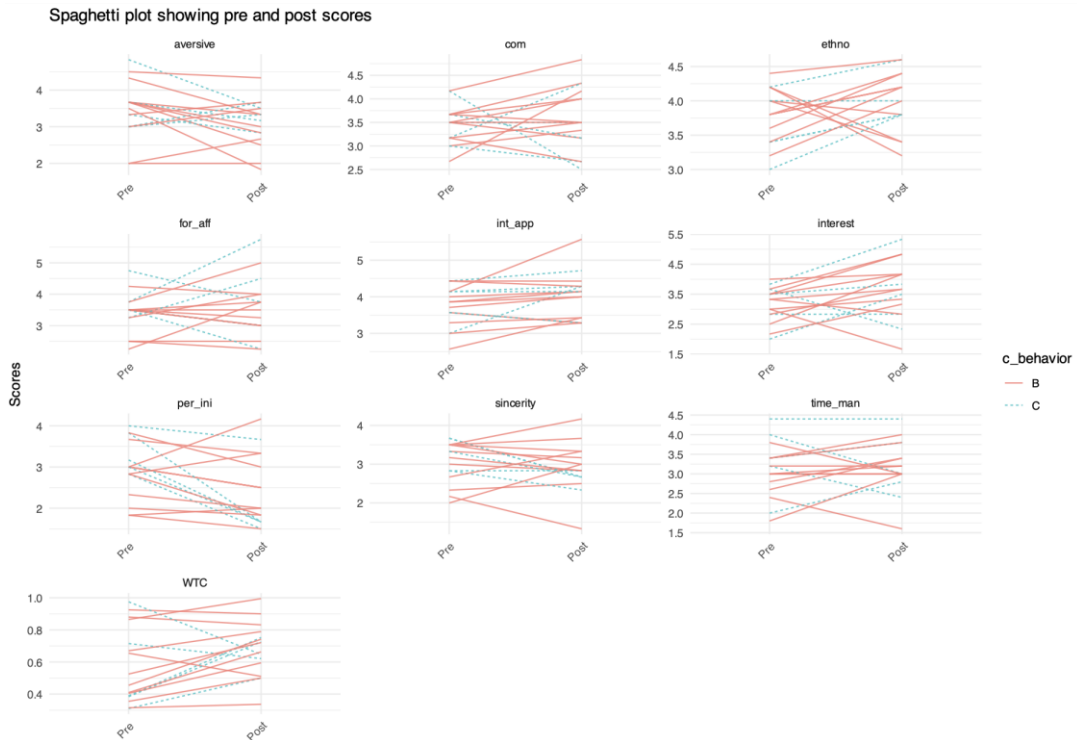 Spaghetti plot showing pre and post scores
aversive
com
ethno
4
3
2
4.5
4.0
3.5
3.0
2.5
4.5
4.0
3.5
3.0
Pre
Post
Pre
Post
Pre
Post
for_aff
int_app
interest
5
4
3
5
4
3
5.5
4.5
3.5
2.5
1.5
Pre
Post
Pre
Post
Pre
Post
Scores
c_behavior
B
C
per_ini
sincerity
time_man
4
3
2
4
3
2
4.5
4.0
3.5
3.0
2.5
2.0
1.5
Pre
Post
Pre
Post
Pre
Post
WTC
1.0
0.8
0.6
0.4
Pre
Post